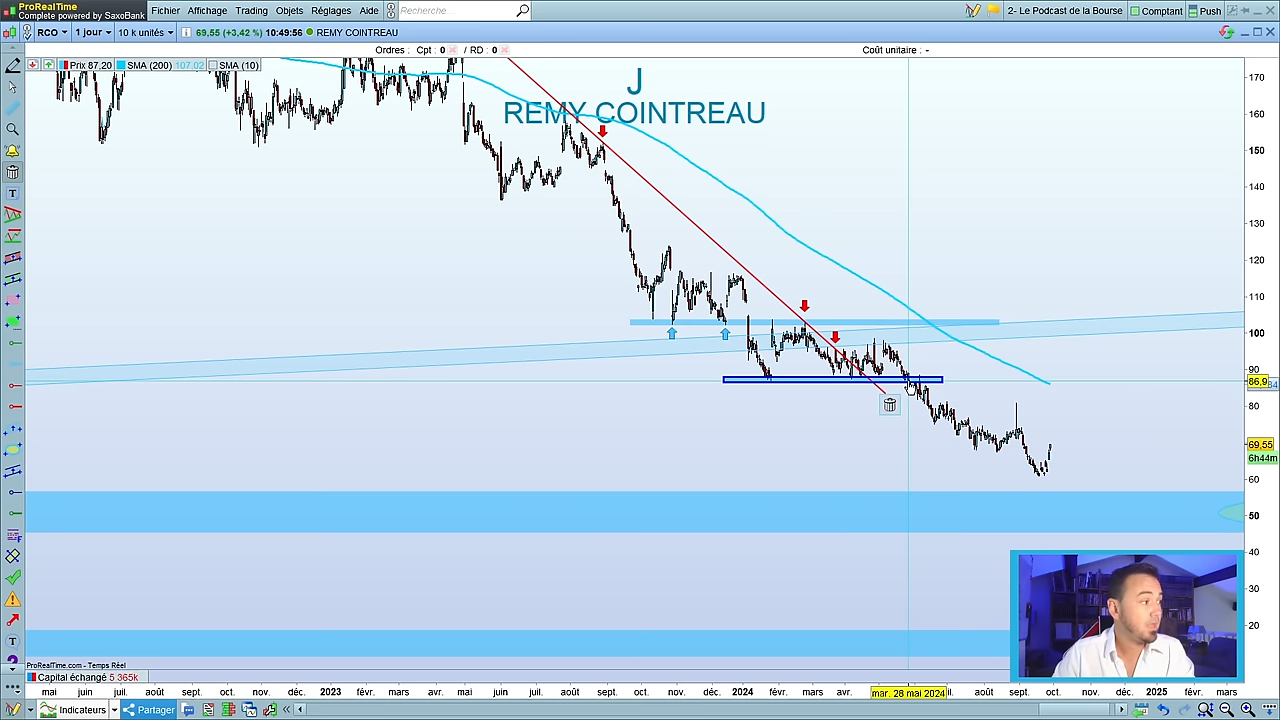 ProRealTime
Complete powered by SaxoBank
Fichier Affichage Trading Objets Réglages Aide Recherche... 2- Le Podcast de la Bourse Comptant Push
RCO 1 jour 10 k unités i 69,55 (+3,42 %) 10:49:56 REMY COINTREAU
Ordres : Cpt : 0 / RD : 0 Coût unitaire : -
Prix 87,20 SMA (200) 107.02 SMA (10)
J
REMY COINTREAU
170
160
150
140
130
120
110
100
90
86,9
80
69,55
6h44m
60
50
40
30
20
ProRealTime.com - Temps Réel
Capital échangé 5 365k
mai juin juil. août sept. oct. nov. déc. 2023 févr. mars avr. mai juin juil. août sept. oct. nov. déc. 2024 févr. mars avr. mar. 28 mai 2024 il. août sept. oct. nov. déc. 2025 févr. mars
Indicateurs Partager